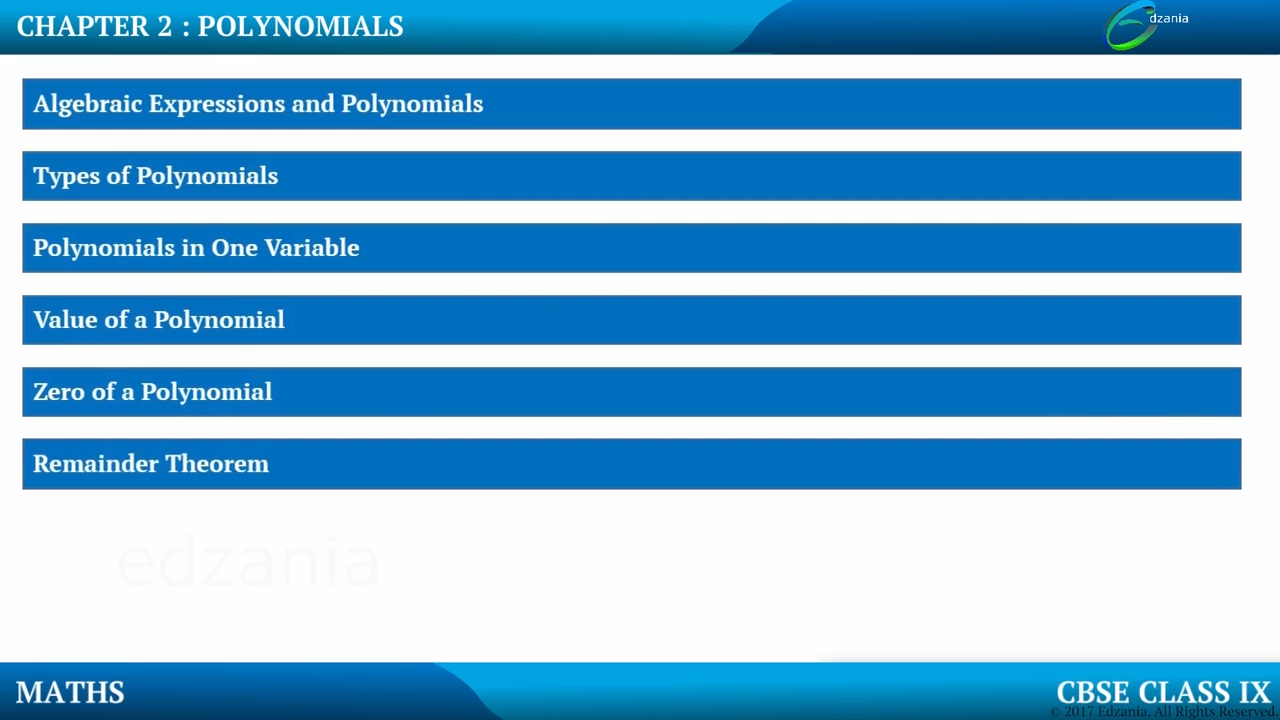 CHAPTER 2 : POLYNOMIALS
dzania
Algebraic Expressions and Polynomials
Types of Polynomials
Polynomials in One Variable
Value of a Polynomial
Zero of a Polynomial
Remainder Theorem
edzania
MATHS
CBSE CLASS IX
© 2017 Edzania. All Rights Reserved.